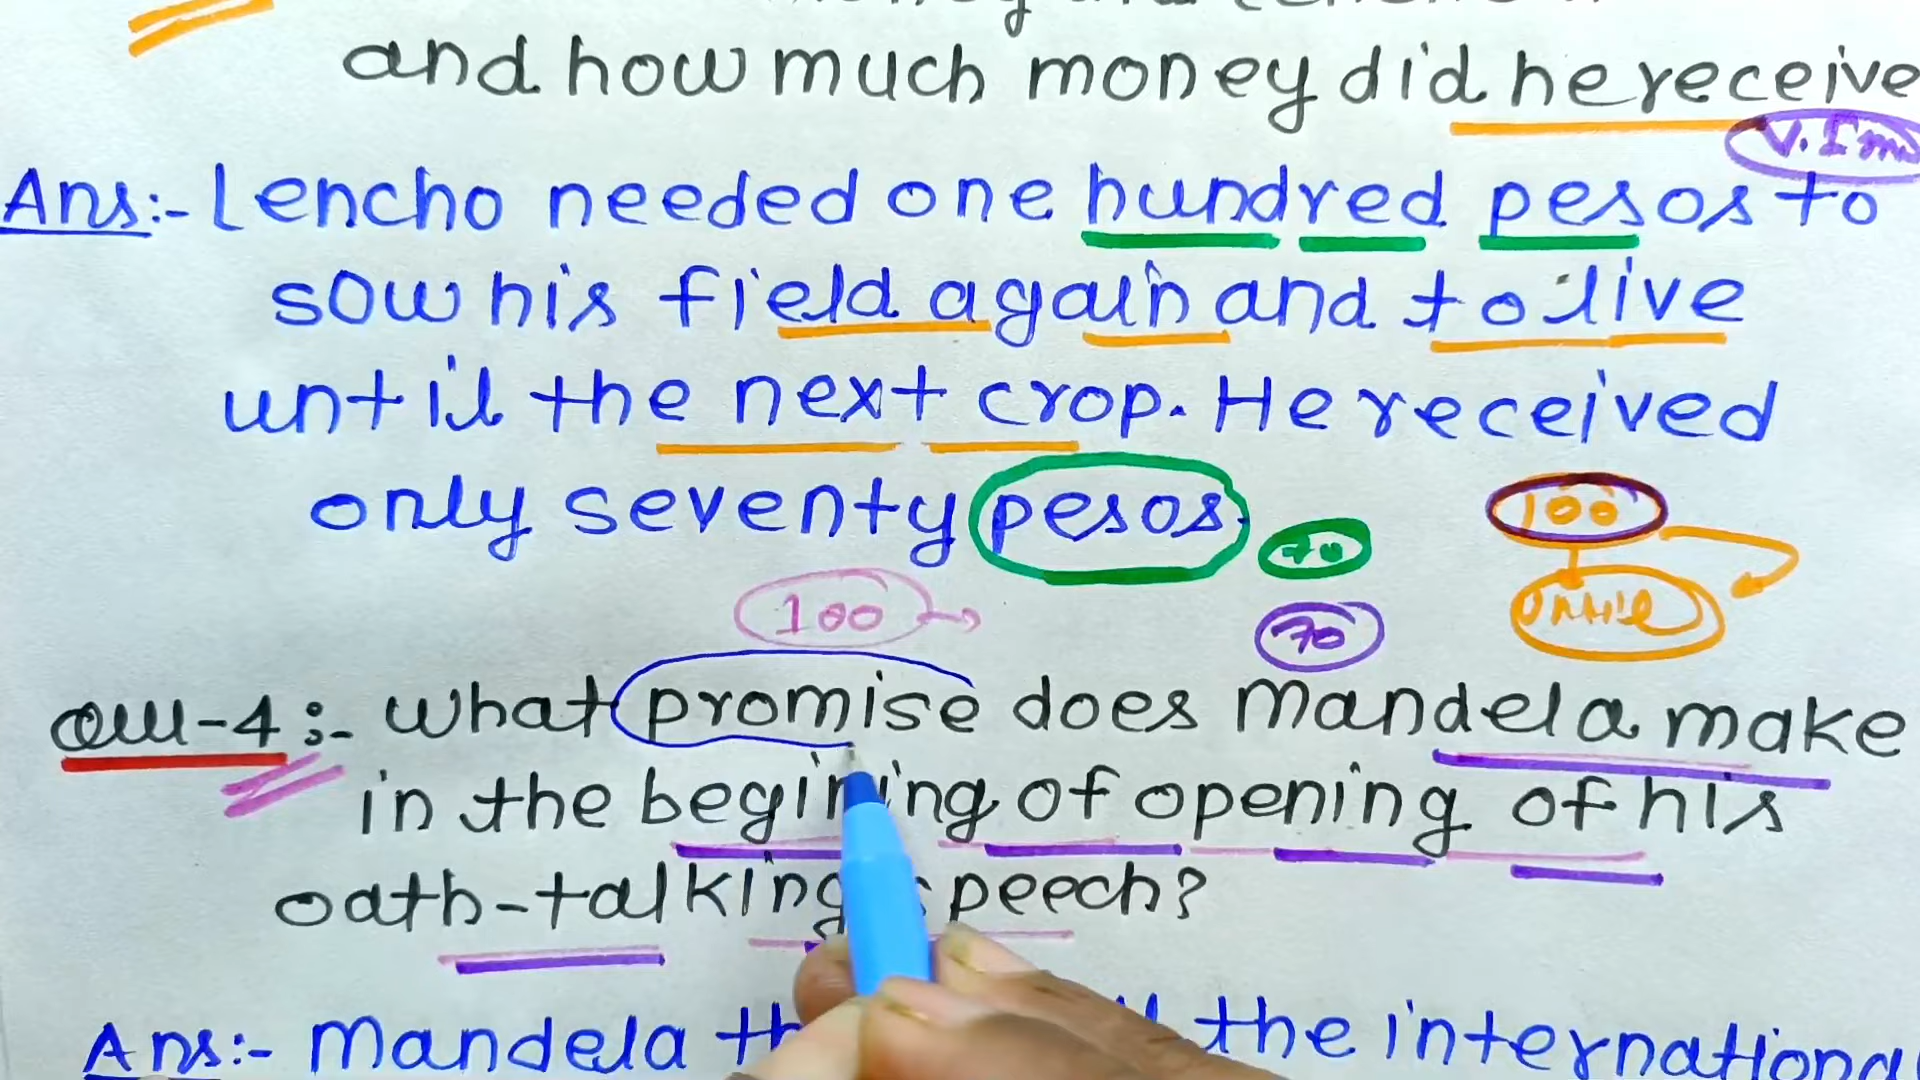 and how much money did he receive
V. Im
Ans:- Lencho needed one hundred pesos to
sow his field again and to live
until the next crop. He received
only seventy pesos.
100
70
100
70
until
Que-4:- What promise does Mandela make
in the begining of opening of his
oath-talking speech?
Ans:- Mandela the international